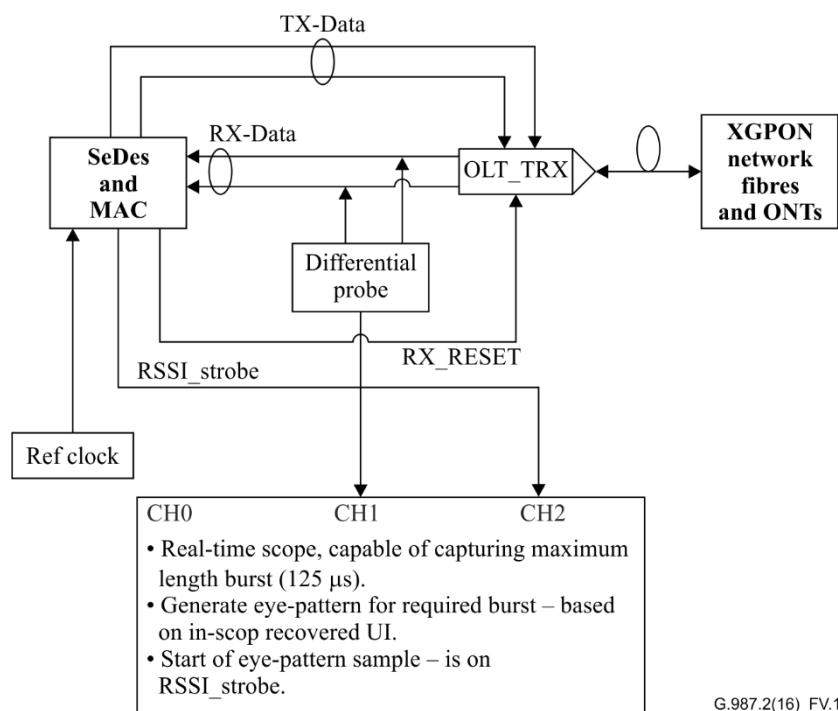 TX-Data
RX-Data
SeDes
and
MAC
OLT_TRX
XGPON
network
fibres
and ONTs
Differential
probe
RX_RESET
RSSI_strobe
Ref clock
CH0 CH1 CH2
• Real-time scope, capable of capturing maximum
length burst (125 μs).
• Generate eye-pattern for required burst – based
on in-scop recovered UI.
• Start of eye-pattern sample – is on
RSSI_strobe.
G.987.2(16)_FV.1